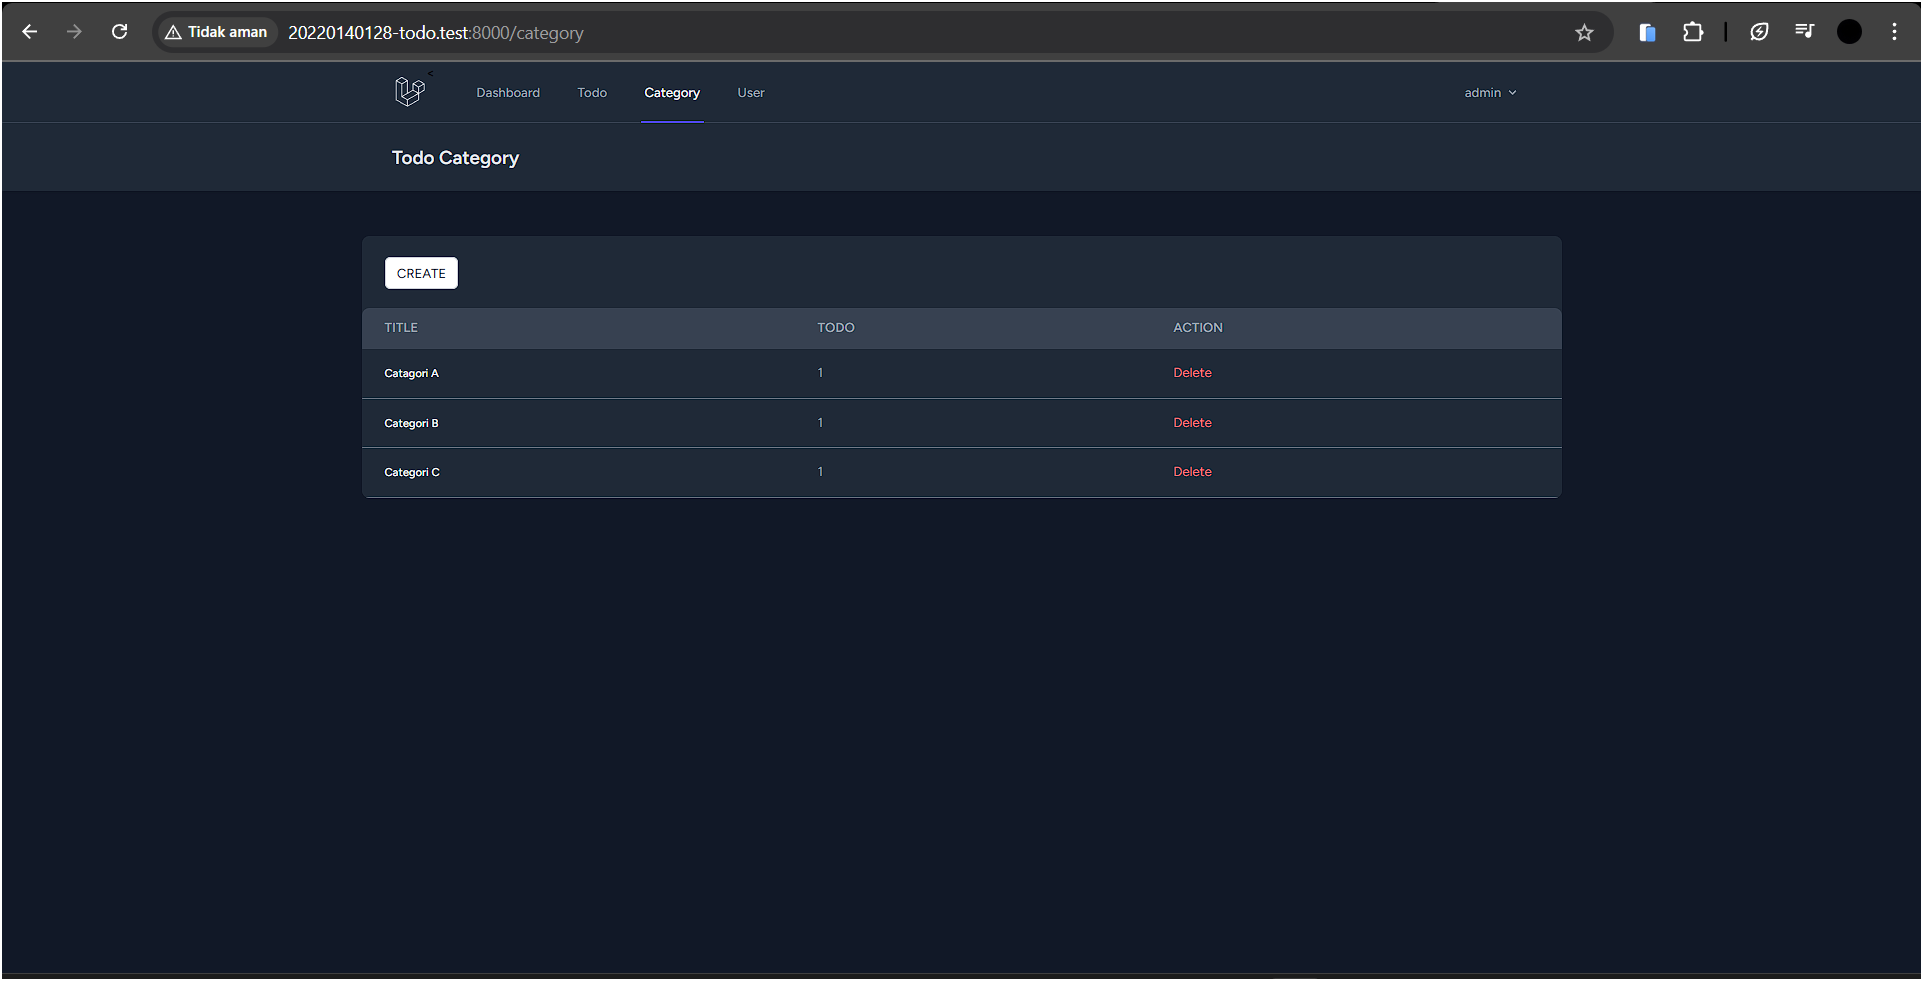 Tidak aman 20220140128-todo.test:8000/category
<
Dashboard Todo Category User admin
Todo Category
CREATE
TITLE TODO ACTION
Catagori A 1 Delete
Categori B 1 Delete
Categori C 1 Delete